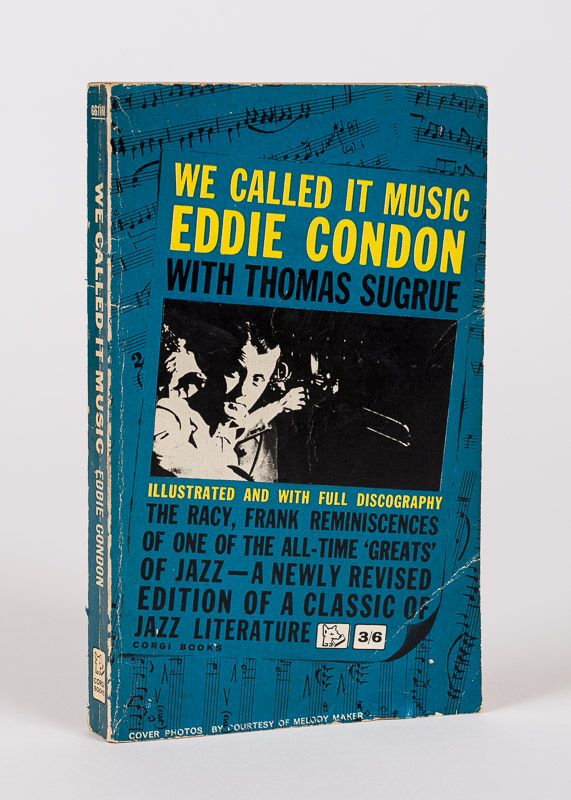 WE CALLED IT MUSIC
EDDIE CONDON
WITH THOMAS SUGRUE
ILLUSTRATED AND WITH FULL DISCOGRAPHY
THE RACY, FRANK REMINISCENCES
OF ONE OF THE ALL-TIME ‘GREATS’
OF JAZZ—A NEWLY REVISED
EDITION OF A CLASSIC OF
JAZZ LITERATURE 3/6
CORGI BOOKS
COVER PHOTOS BY COURTESY OF MELODY MAKER
WE CALLED IT MUSIC EDDIE CONDON
CORGI
BOOKS